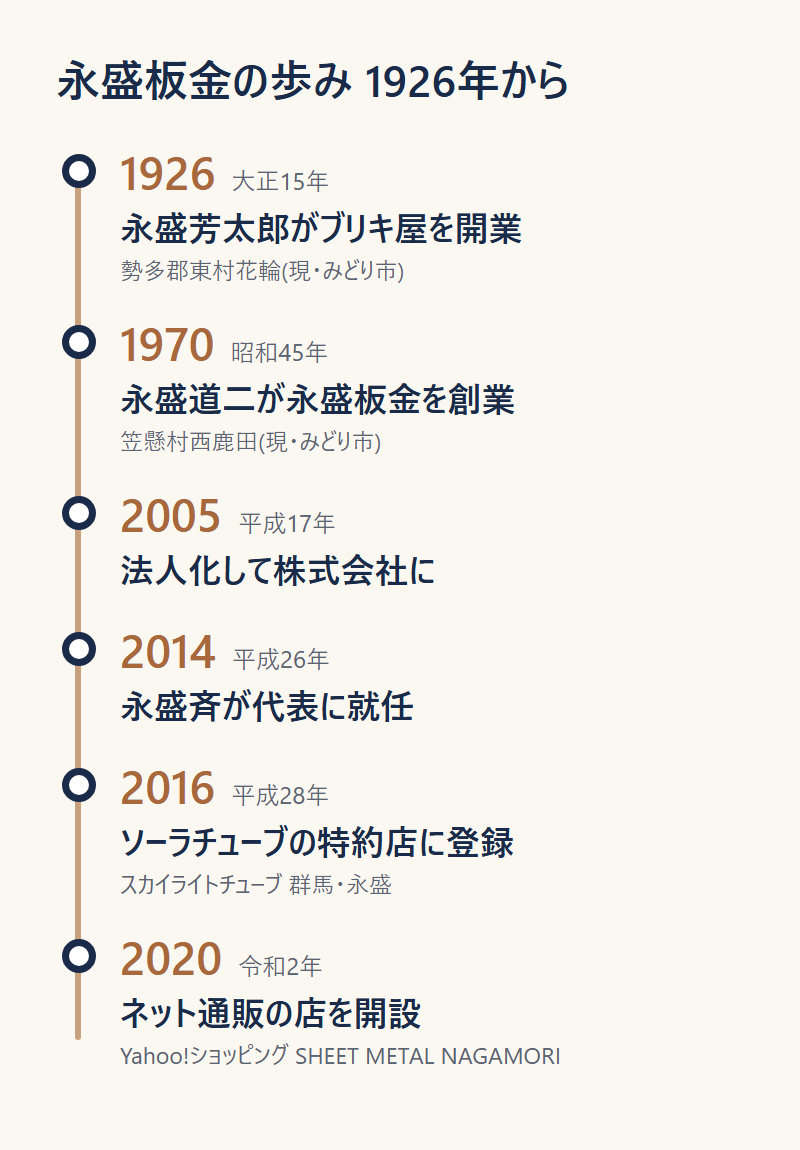 永盛板金の歩み 1926年から
1926 大正15年
永盛芳太郎がブリキ屋を開業
勢多郡東村花輪(現・みどり市)
1970 昭和45年
永盛道二が永盛板金を創業
笠懸村西鹿田(現・みどり市)
2005 平成17年
法人化して株式会社に
2014 平成26年
永盛斉が代表に就任
2016 平成28年
ソーラチューブの特約店に登録
スカイライトチューブ 群馬・永盛
2020 令和2年
ネット通販の店を開設
Yahoo!ショッピング SHEET METAL NAGAMORI